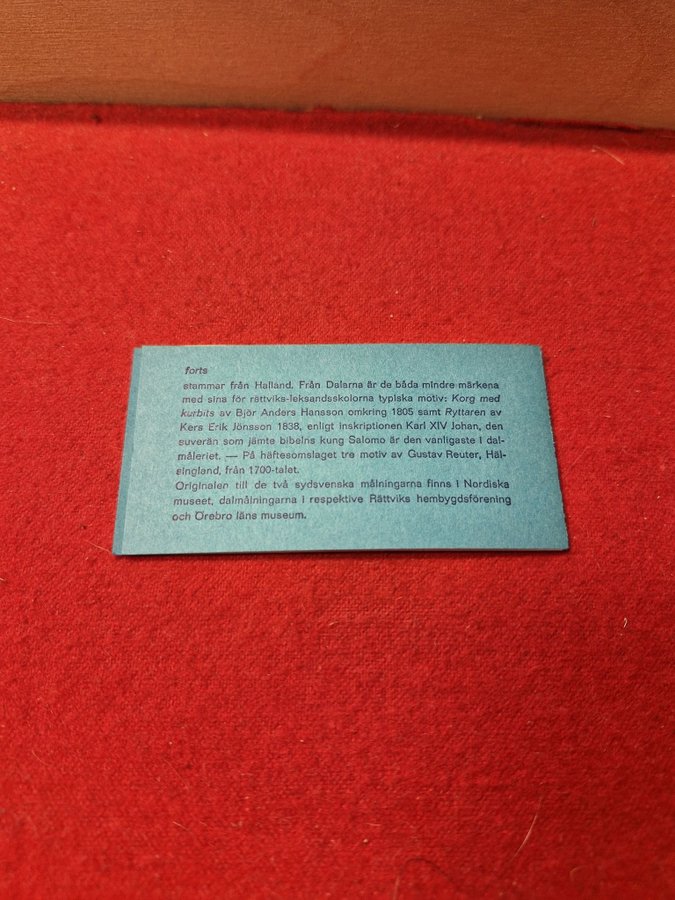 forts
stammar från Halland. Från Dalarna är de båda mindre märkena
med sina för rättviks-leksandsskolorna typiska motiv: Korg med
kurbits av Björ Anders Hansson omkring 1805 samt Ryttaren av
Kers Erik Jönsson 1838, enligt inskriptionen Karl XIV Johan, den
suverän som jämte bibelns kung Salomo är den vanligaste i dal-
måleriet. — På häftesomslaget tre motiv av Gustav Reuter, Häl-
singland, från 1700-talet.
Originalen till de två sydsvenska målningarna finns i Nordiska
museet, dalmålningarna i respektive Rättviks hembygdsförening
och Örebro läns museum.